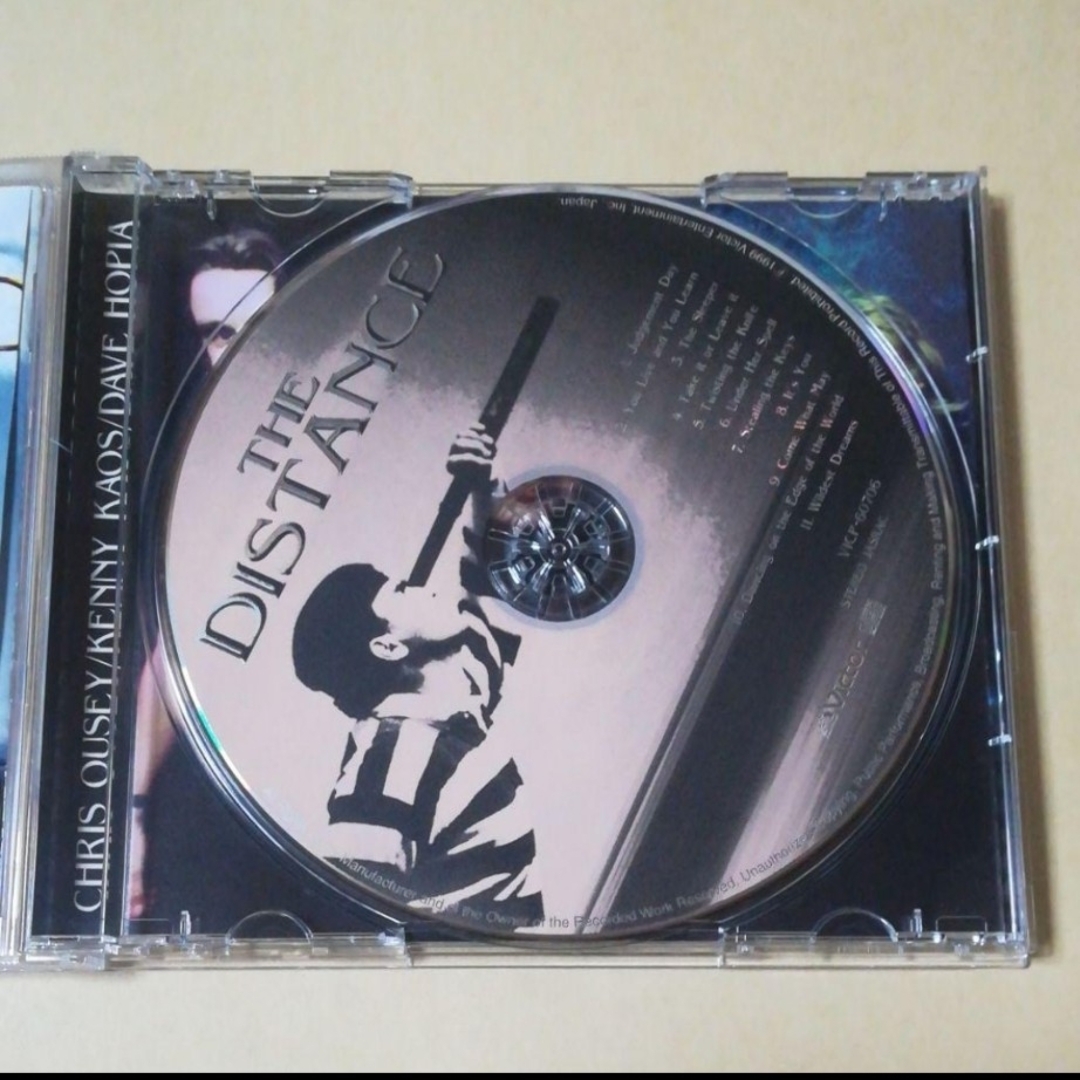 CHRIS OUSEY/KENNY KAOS/DAVE HOPIA
THE
DISTANCE
1. Judgement Day
2. You Live and You Learn
3. The Sleeper
4. Take it or Leave it
5. Twisting the Knife
6. Under Her Spell
7. Stealing the Keys
8. It's You
9. Come What May
10. Dancing on the Edge of the World
11. Wildest Dreams
VICP-60706
STEREO
Victor
Manufacturer and of the Owner of the Recorded Work Reserved. Unauthorized Copying, Public Performance, Broadcasting, Renting and Making Transmittable of This Record Prohibited. ℗ 1999 Victor Entertainment, Inc. Japan.